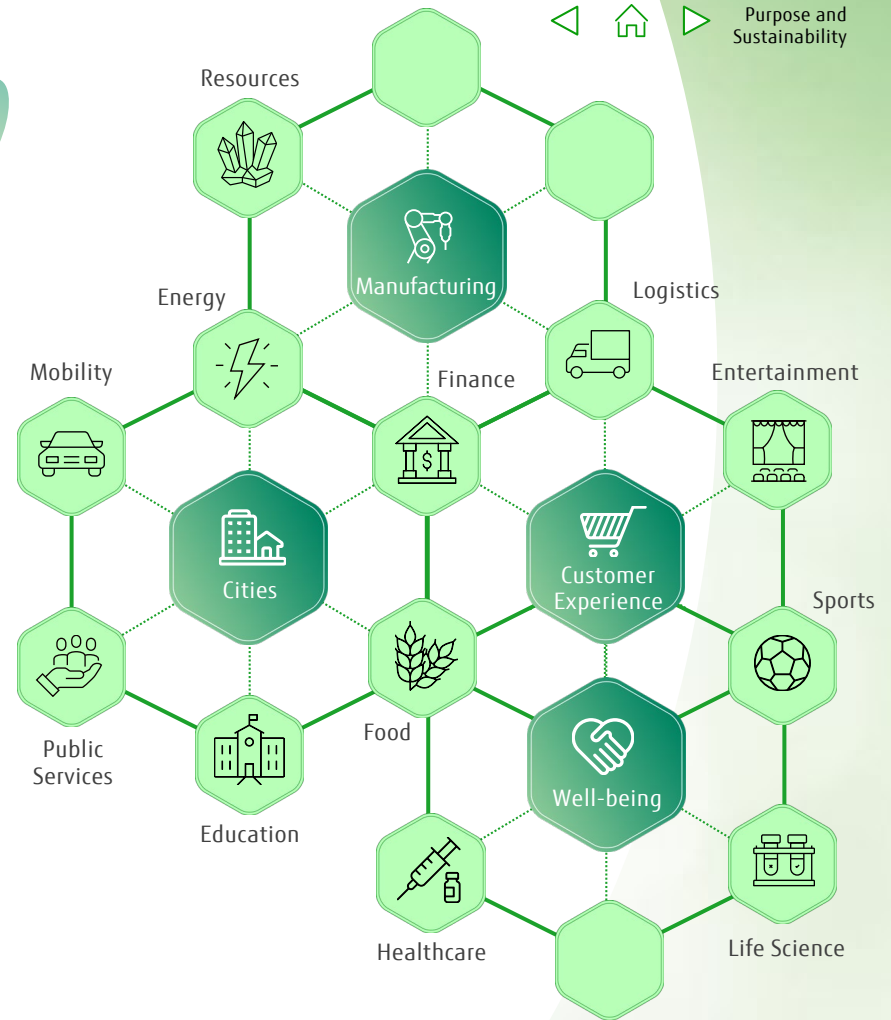 Purpose and
Sustainability
Resources
Manufacturing
Energy
Logistics
Mobility
Finance
Entertainment
$
Cities
Customer
Experience
Sports
Public
Services
Food
Well-being
Education
Healthcare
Life Science